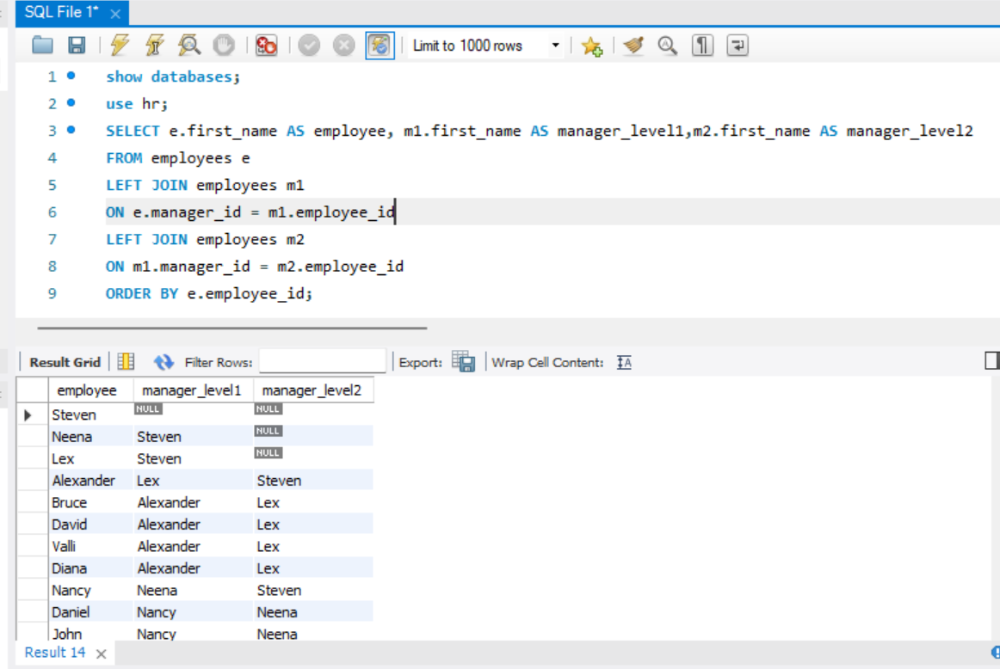 SQL File 1*
Limit to 1000 rows
1 show databases;
2 use hr;
3 SELECT e.first_name AS employee, m1.first_name AS manager_level1,m2.first_name AS manager_level2
4 FROM employees e
5 LEFT JOIN employees m1
6 ON e.manager_id = m1.employee_id
7 LEFT JOIN employees m2
8 ON m1.manager_id = m2.employee_id
9 ORDER BY e.employee_id;
Result Grid Filter Rows: Export: Wrap Cell Content: IA
employee manager_level1 manager_level2
Steven NULL NULL
Neena Steven NULL
Lex Steven NULL
Alexander Lex Steven
Bruce Alexander Lex
David Alexander Lex
Valli Alexander Lex
Diana Alexander Lex
Nancy Neena Steven
Daniel Nancy Neena
John Nancy Neena
Result 14